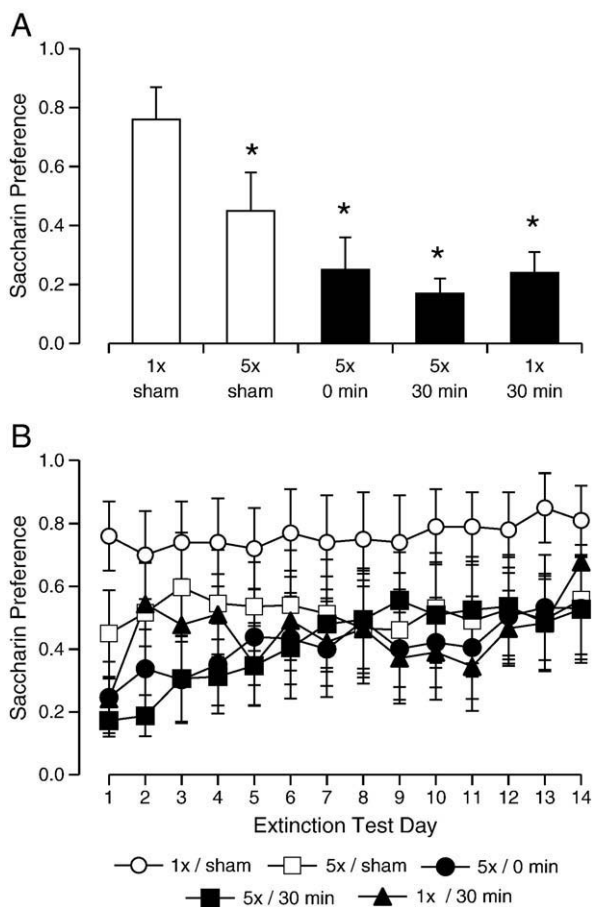 A
Saccharin Preference
1.0
0.8
0.6
0.4
0.2
0.0
*
*
*
*
1x 5x 5x 5x 1x
sham sham 0 min 30 min 30 min
B
Saccharin Preference
1.0
0.8
0.6
0.4
0.2
0.0
1 2 3 4 5 6 7 8 9 10 11 12 13 14
Extinction Test Day
1x / sham 5x / sham 5x / 0 min
5x / 30 min 1x / 30 min